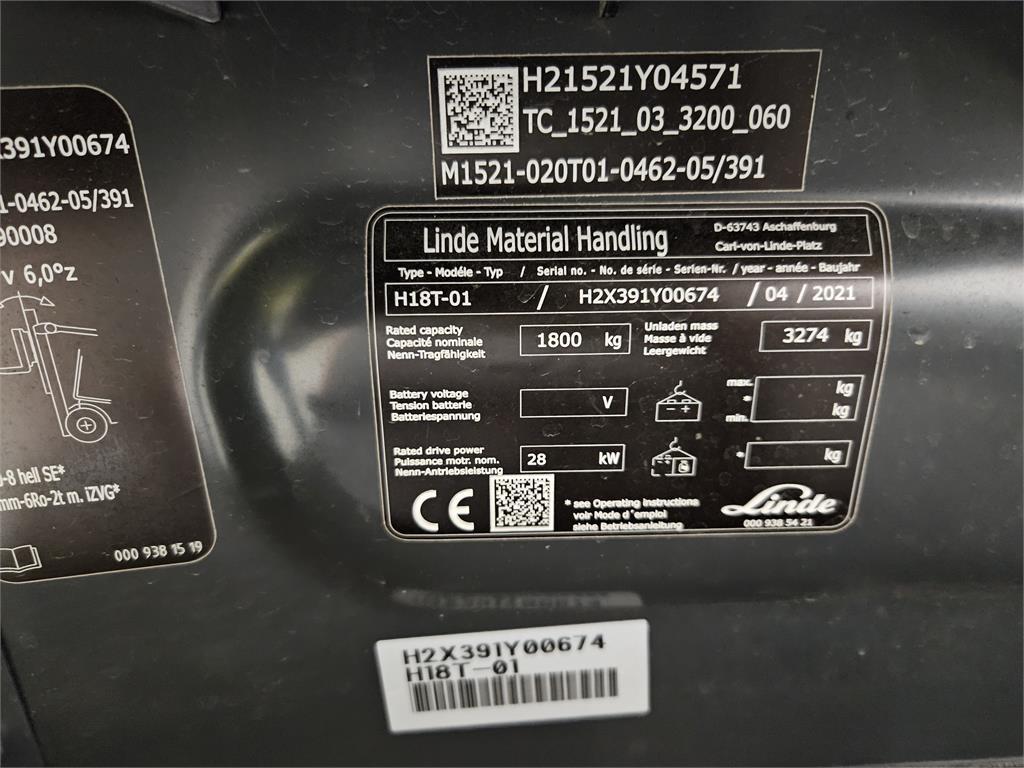 H21521Y04571
TC_1521_03_3200_060
M1521-020T01-0462-05/391
X391Y00674
1-0462-05/391
90008
v 6,0°z
-8 hell SE*
mm-6Ro-2t m. iZVG*
000 938 15 19
Linde Material Handling
D-63743 Aschaffenburg
Carl-von-Linde-Platz
Type - Modéle - Typ / Serial no. - No. de série - Serien-Nr. / year - année - Baujahr
H18T-01 / H2X391Y00674 / 04 / 2021
Rated capacity
Capacité nominale
Nenn-Tragfähigkeit
1800 kg
Unladen mass
Masse à vide
Leergewicht
3274 kg
Battery voltage
Tension batterie
Batteriespannung
V
- +
max.
*
min.
kg
kg
Rated drive power
Puissance motr. nom.
Nenn-Antriebsleistung
28 kW
* kg
CE
* see Operating instructions
voir Mode d'emploi
siehe Betriebsanleitung
Linde
000 938 54 21
H2X391Y00674
H18T-01